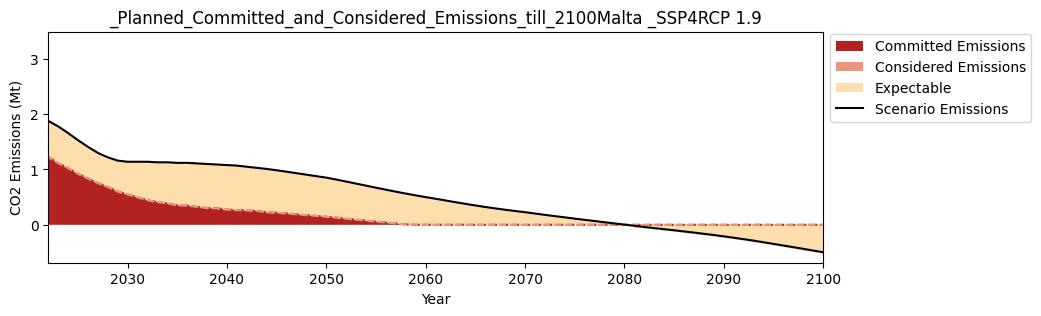 _Planned_Committed_and_Considered_Emissions_till_2100Malta _SSP4RCP 1.9
CO2 Emissions (Mt)
3
2
1
0
2030 2040 2050 2060 2070 2080 2090 2100
Year
Committed Emissions
Considered Emissions
Expectable
Scenario Emissions